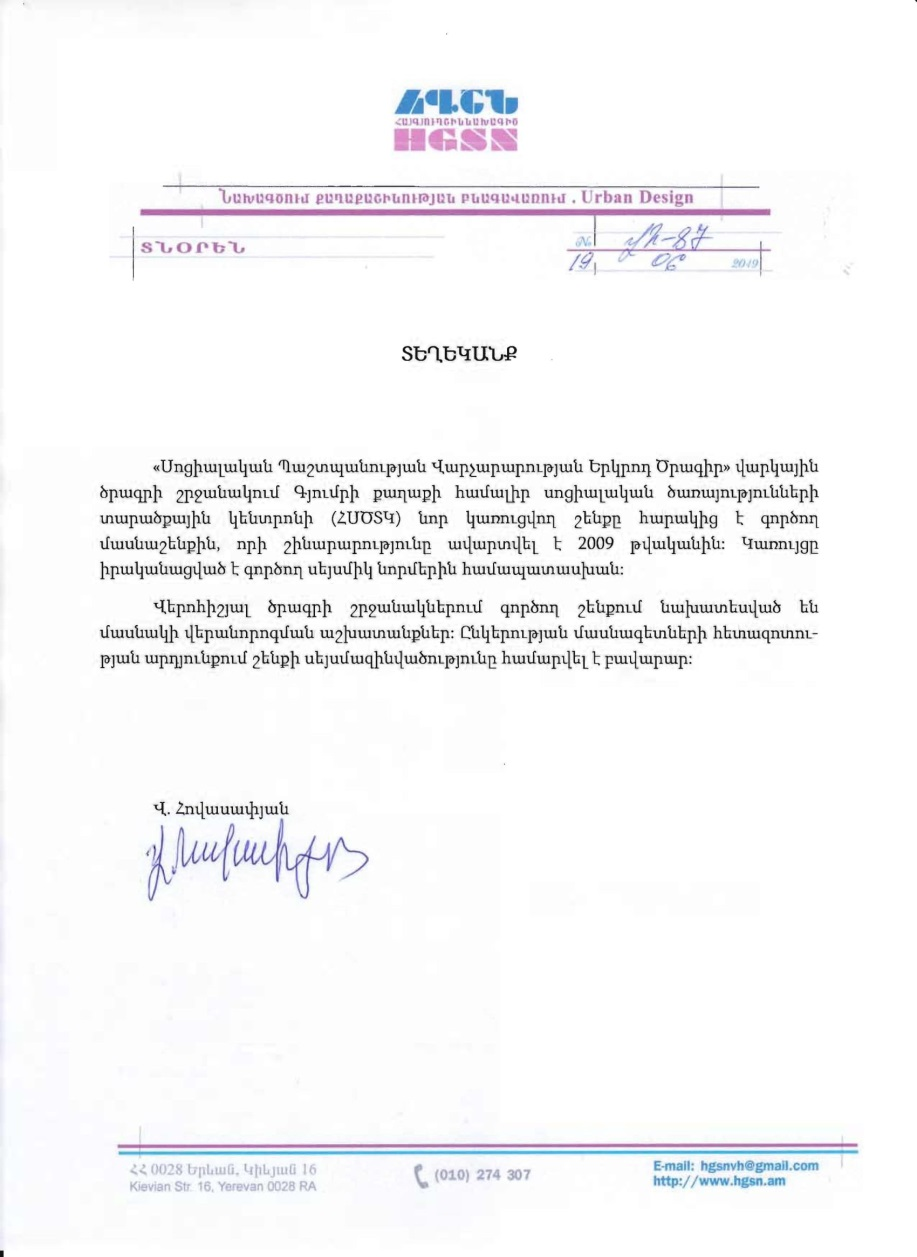 ՀԳՇՆ
ՀԱՅԳՅՈՒՂՇԻՆՆԱԽԱԳԻԾ
HGSN
ՆԱԽԱԳԾՈՒՄ ՔԱՂԱՔԱՇԻՆՈՒԹՅԱՆ ԲՆԱԳԱՎԱՌՈՒՄ . Urban Design
ՏՆՕՐԵՆ
№ ՎՀ-87
19 06 2019
ՏԵՂԵԿԱՆՔ
«Սոցիալական Պաշտպանության Վարչարարության Երկրոդ Ծրագիր» վարկային
ծրագրի շրջանակում Գյումրի քաղաքի համալիր սոցիալական ծառայությունների
տարածքային կենտրոնի (ՀՍԾՏԿ) նոր կառուցվող շենքը հարակից է գործող
մասնաշենքին, որի շինարարությունը ավարտվել է 2009 թվականին: Կառույցը
իրականացված է գործող սեյսմիկ նորմերին համապատասխան:
Վերոհիշյալ ծրագրի շրջանակներում գործող շենքում նախատեսված են
մասնակի վերանորոգման աշխատանքներ: Ընկերության մասնագետների հետազոտու-
թյան արդյունքում շենքի սեյսմազինվածությունը համարվել է բավարար:
Վ. Հովասափյան
ՀՀ 0028 Երևան, Կիևյան 16
Kievian Str. 16, Yerevan 0028 RA
(010) 274 307
E-mail: hgsnvh@gmail.com
http://www.hgsn.am